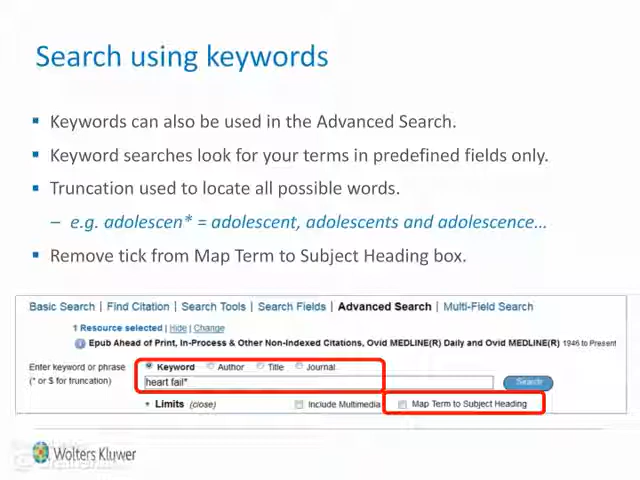 Search using keywords
Keywords can also be used in the Advanced Search.
Keyword searches look for your terms in predefined fields only.
Truncation used to locate all possible words.
– e.g. adolescen* = adolescent, adolescents and adolescence...
Remove tick from Map Term to Subject Heading box.
Basic Search | Find Citation | Search Tools | Search Fields | Advanced Search | Multi-Field Search
1 Resource selected | Hide | Change
Epub Ahead of Print, In-Process & Other Non-Indexed Citations, Ovid MEDLINE(R) Daily and Ovid MEDLINE(R) 1946 to Present
Enter keyword or phrase
(* or $ for truncation)
Keyword Author Title Journal
heart fail* Search
Limits (close) Include Multimedia Map Term to Subject Heading
Wolters Kluwer